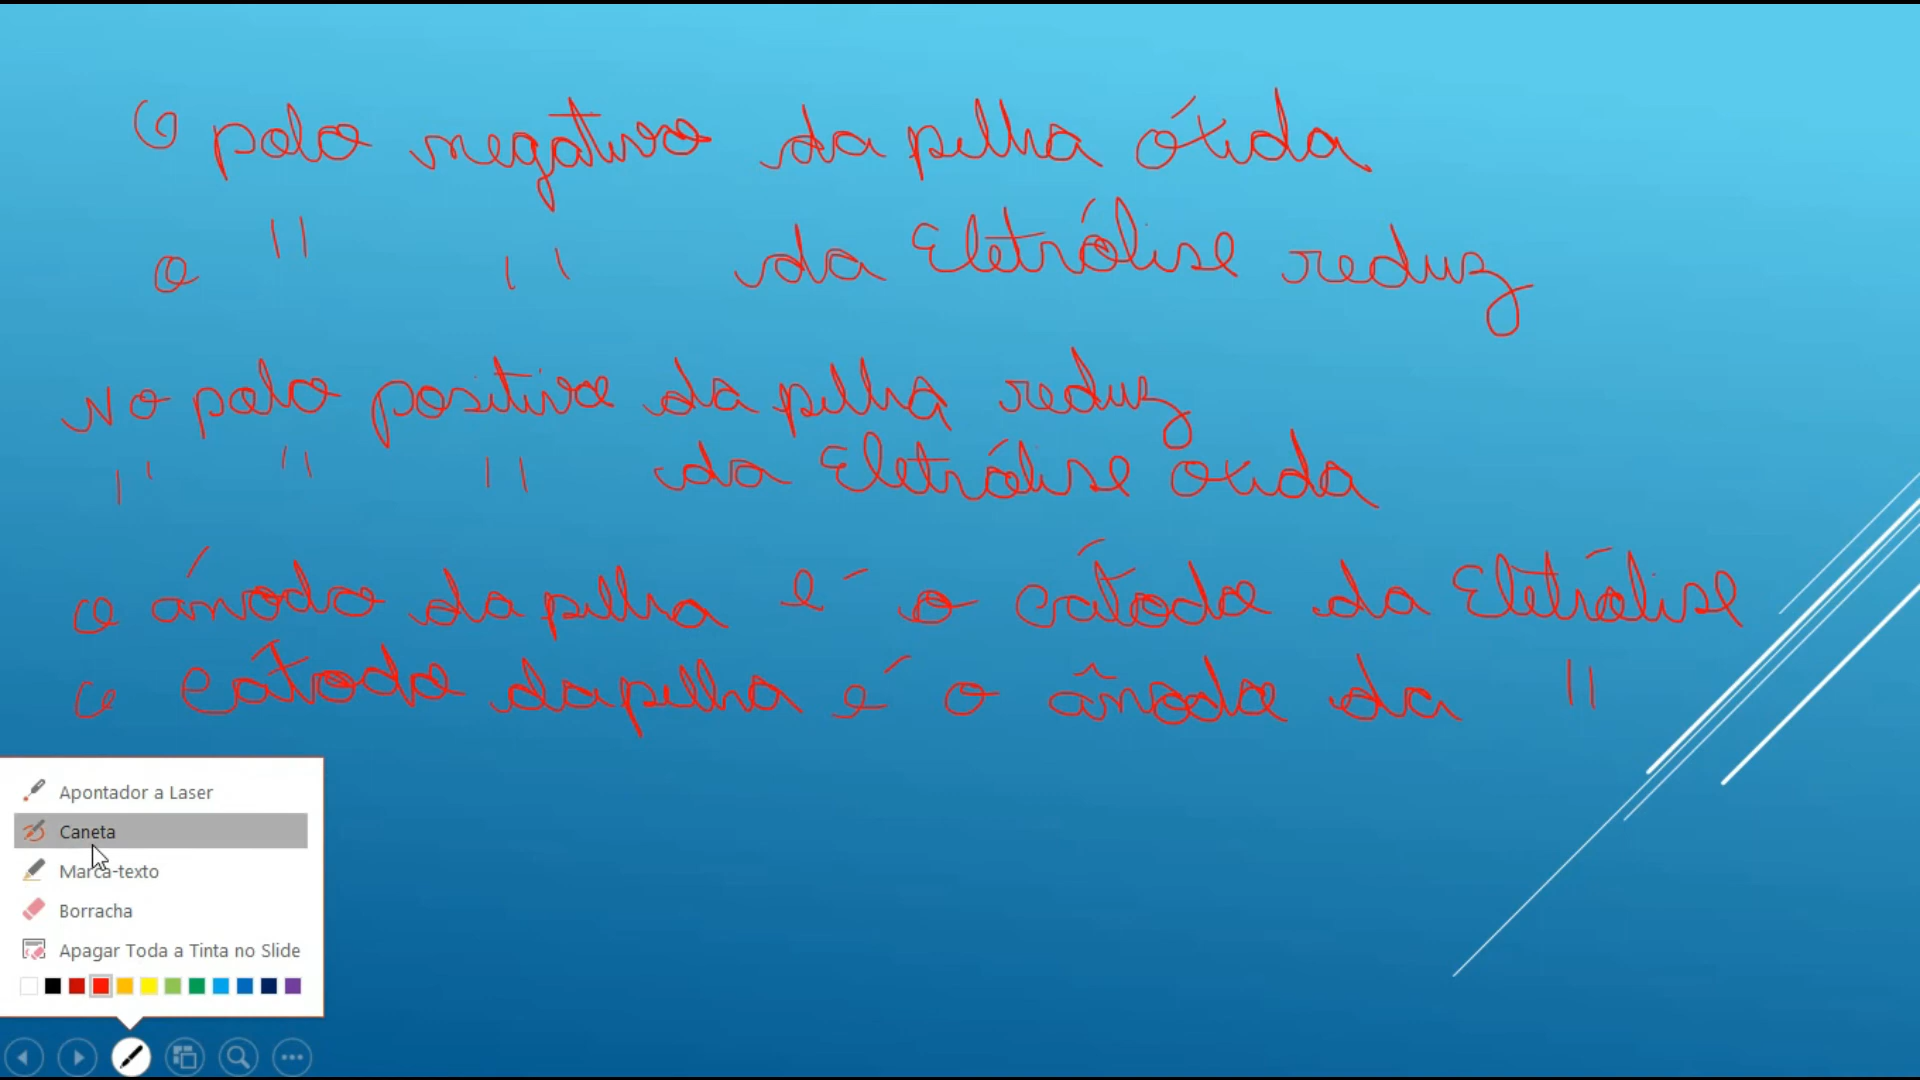 O polo negativo da pilha óxida
o " " da Eletrólise reduz
No polo positivo da pilha reduz
" " " da Eletrólise oxida
O ánodo da pilha é o cátodo da Eletrólise
O Cátodo da pilha é o ânodo da "
Apontador a Laser
Caneta
Marca-texto
Borracha
Apagar Toda a Tinta no Slide